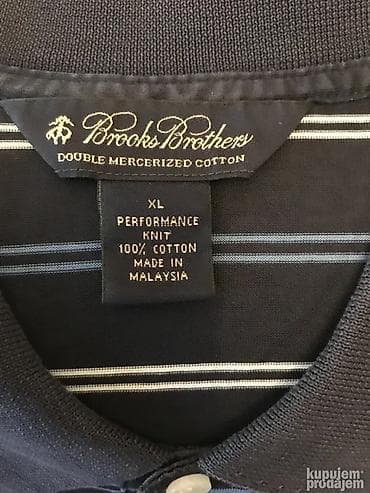 Brooks Brothers
DOUBLE MERCERIZED COTTON
XL
PERFORMANCE
KNIT
100% COTTON
MADE IN
MALAYSIA
kupujem
prodajem